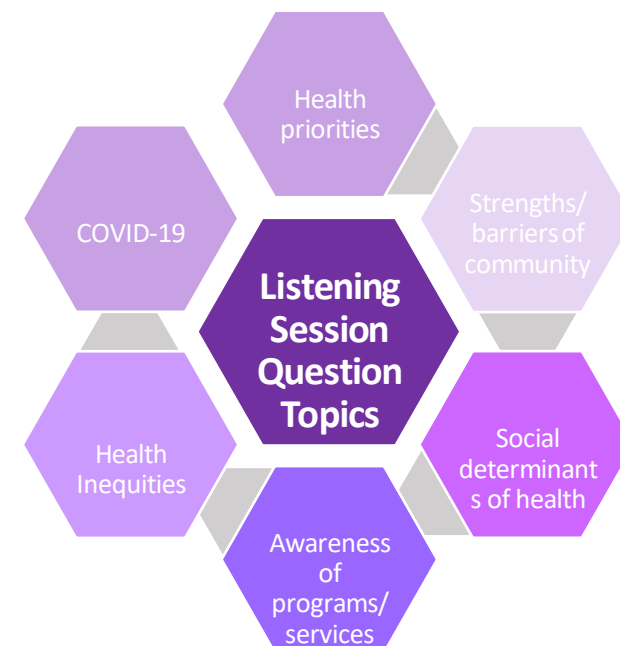 Health
priorities
Strengths/
barriers of
community
COVID-19
Listening
Session
Question
Topics
Social
determinant
s of health
Health
Inequities
Awareness
of
programs/
services